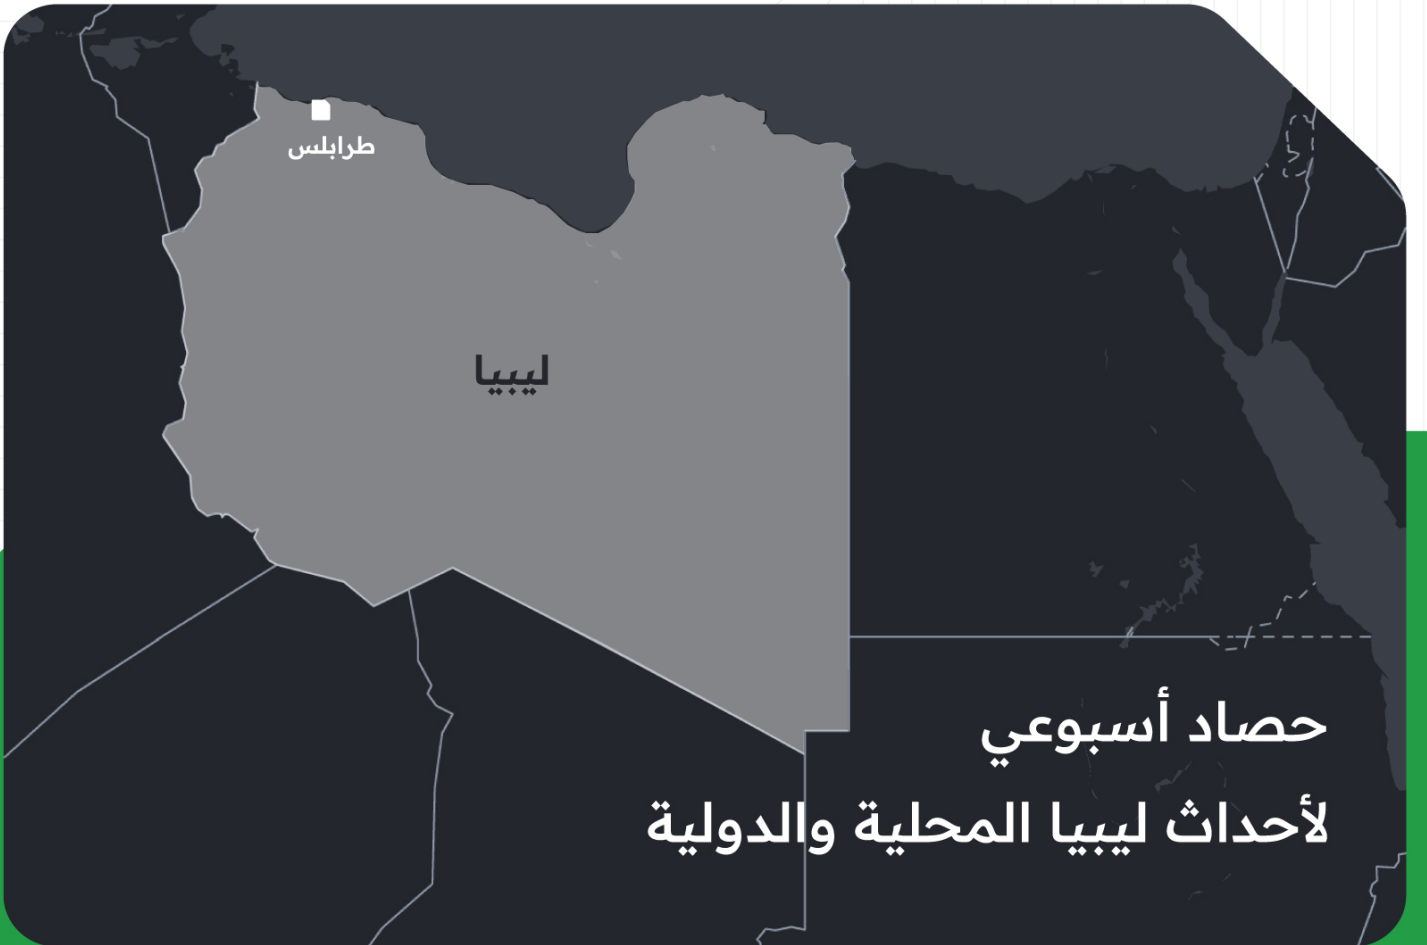 طرابلس
ليبيا
حصاد أسبوعي
لأحداث ليبيا المحلية والدولية